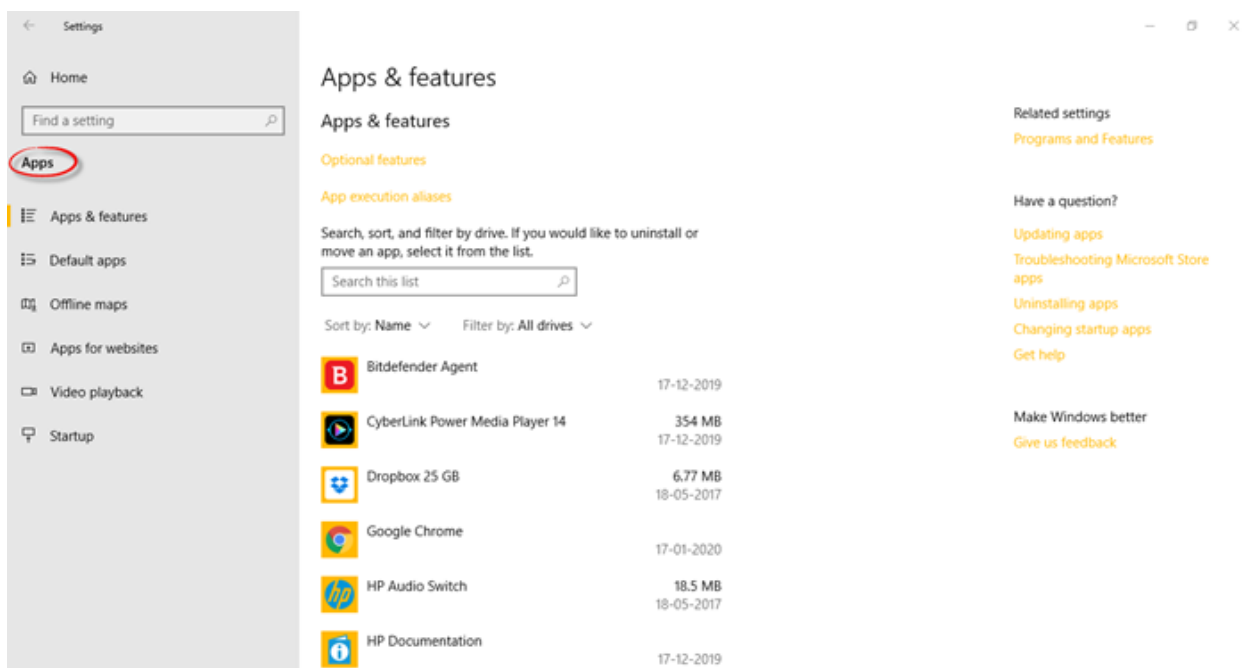 Settings
Home
Find a setting
Apps
Apps & features
Default apps
Offline maps
Apps for websites
Video playback
Startup
Apps & features
Apps & features
Optional features
App execution aliases
Search, sort, and filter by drive. If you would like to uninstall or
move an app, select it from the list.
Search this list
Sort by: Name
Filter by: All drives
B
Bitdefender Agent
17-12-2019
CyberLink Power Media Player 14
354 MB
17-12-2019
Dropbox 25 GB
6.77 MB
18-05-2017
Google Chrome
17-01-2020
hp
HP Audio Switch
18.5 MB
18-05-2017
HP Documentation
17-12-2019
Related settings
Programs and Features
Have a question?
Updating apps
Troubleshooting Microsoft Store
apps
Uninstalling apps
Changing startup apps
Get help
Make Windows better
Give us feedback